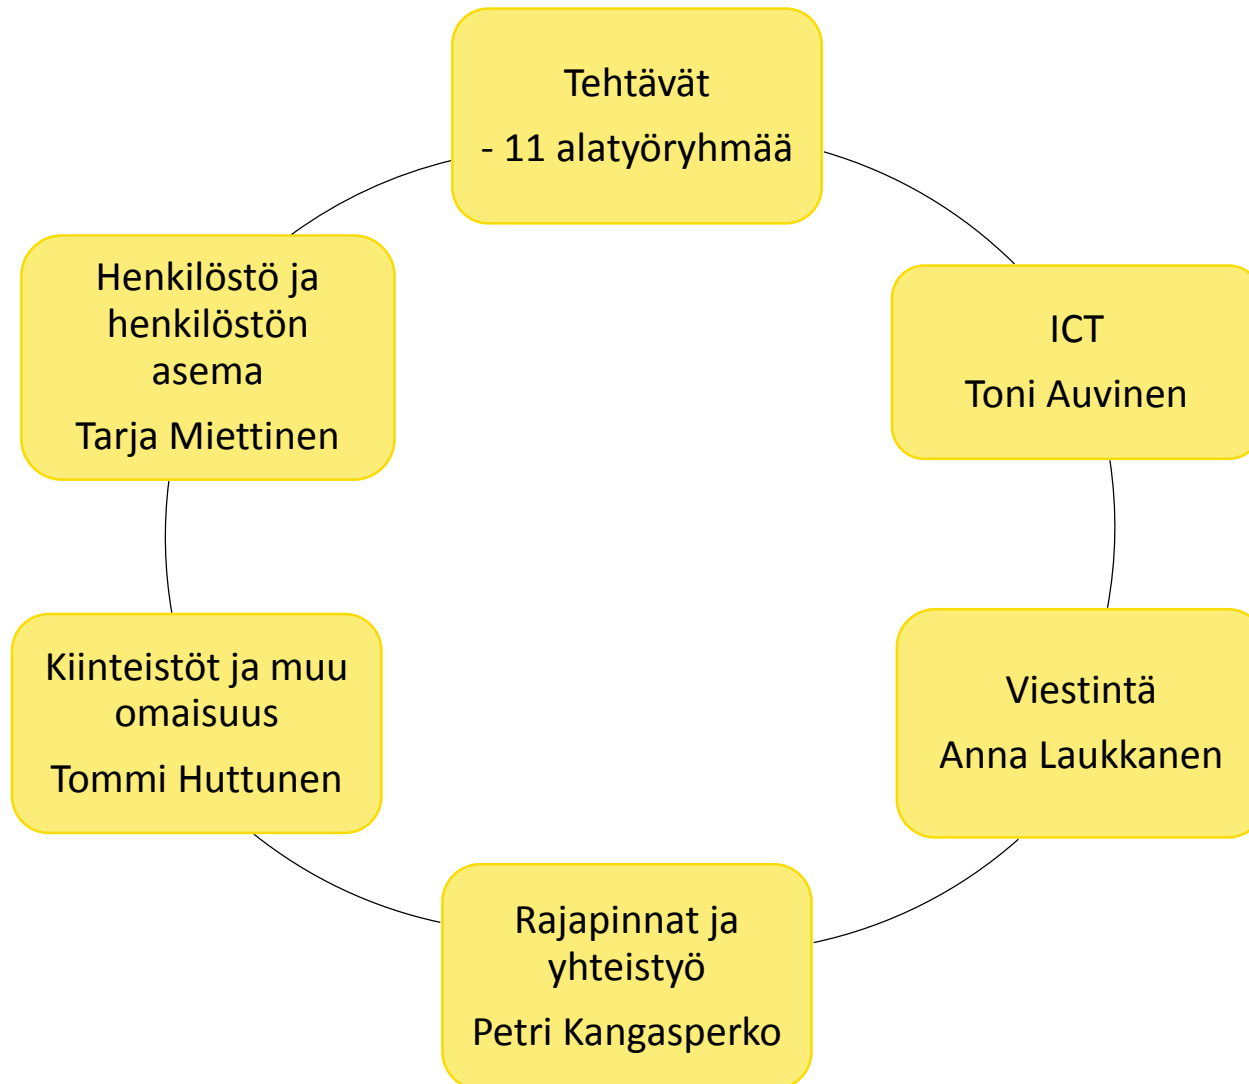 Tehtävät
- 11 alatyöryhmää
ICT
Toni Auvinen
Viestintä
Anna Laukkanen
Rajapinnat ja
yhteistyö
Petri Kangasperko
Kiinteistöt ja muu
omaisuus
Tommi Huttunen
Henkilöstö ja
henkilöstön
asema
Tarja Miettinen